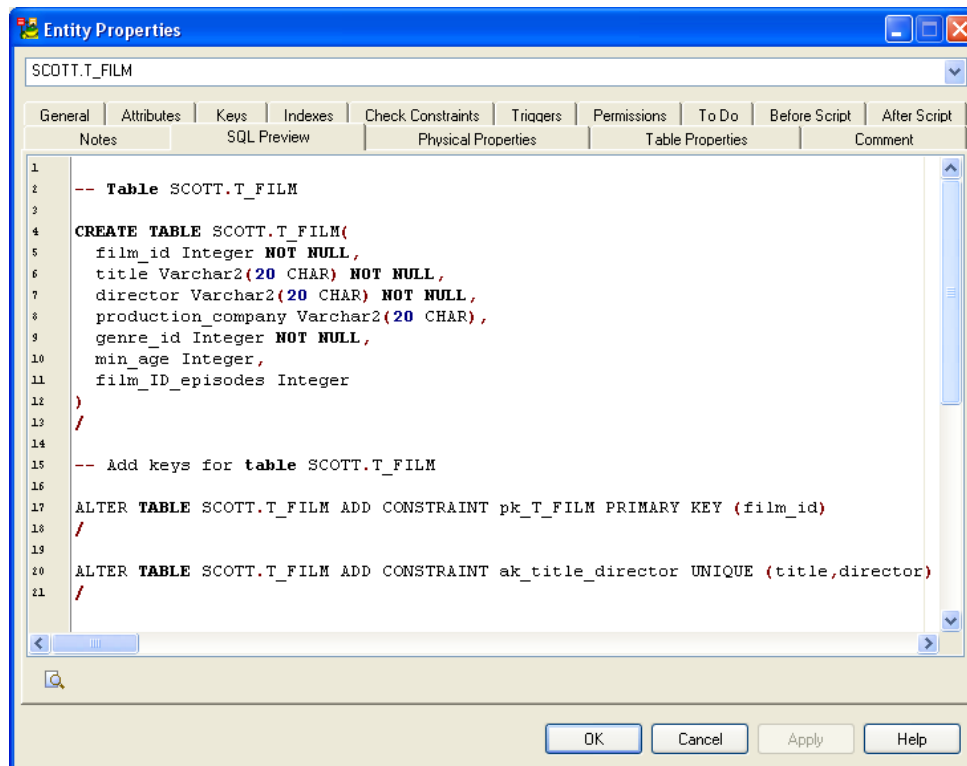 Entity Properties
SCOTT.T_FILM
General Attributes Keys Indexes Check Constraints Triggers Permissions To Do Before Script After Script
Notes SQL Preview Physical Properties Table Properties Comment
1
2 -- Table SCOTT.T_FILM
3
4 CREATE TABLE SCOTT.T_FILM(
5 film_id Integer NOT NULL,
6 title Varchar2(20 CHAR) NOT NULL,
7 director Varchar2(20 CHAR) NOT NULL,
8 production_company Varchar2(20 CHAR),
9 genre_id Integer NOT NULL,
10 min_age Integer,
11 film_ID_episodes Integer
12 )
13 /
14
15 -- Add keys for table SCOTT.T_FILM
16
17 ALTER TABLE SCOTT.T_FILM ADD CONSTRAINT pk_T_FILM PRIMARY KEY (film_id)
18 /
19
20 ALTER TABLE SCOTT.T_FILM ADD CONSTRAINT ak_title_director UNIQUE (title,director)
21 /
OK Cancel Apply Help